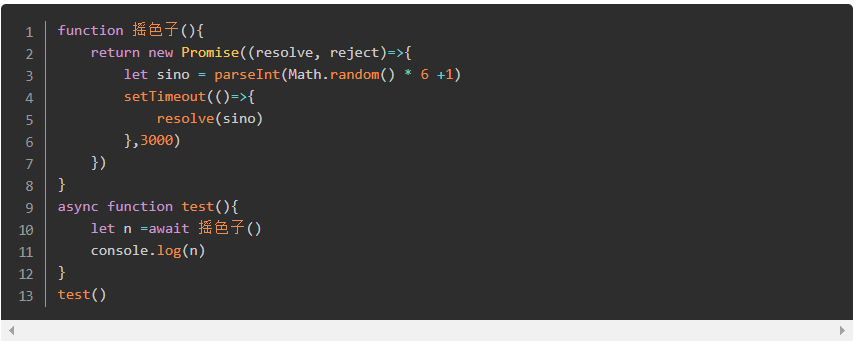 1 function 摇色子(){
2     return new Promise((resolve, reject)=>{
3         let sino = parseInt(Math.random() * 6 +1)
4         setTimeout(()=>{
5             resolve(sino)
6         },3000)
7     })
8 }
9 async function test(){
10     let n =await 摇色子()
11     console.log(n)
12 }
13 test()